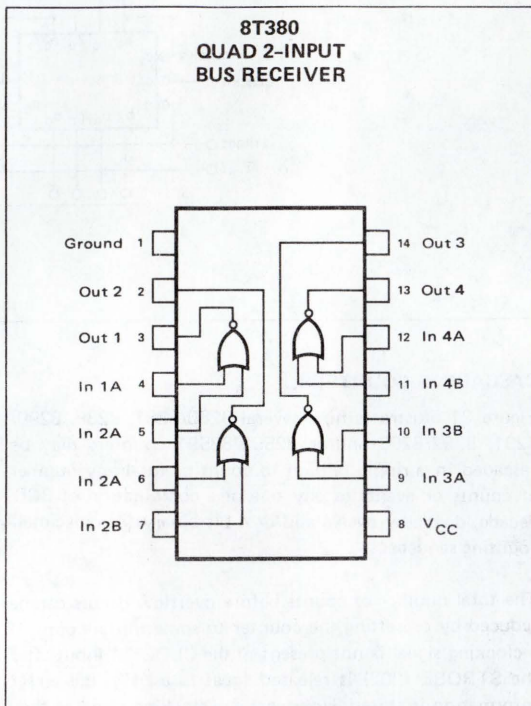 8T380
QUAD 2-INPUT
BUS RECEIVER
Ground 1
Out 2 2
Out 1 3
In 1A 4
In 2A 5
In 2A 6
In 2B 7
14 Out 3
13 Out 4
12 In 4A
11 In 4B
10 In 3B
9 In 3A
8 VCC